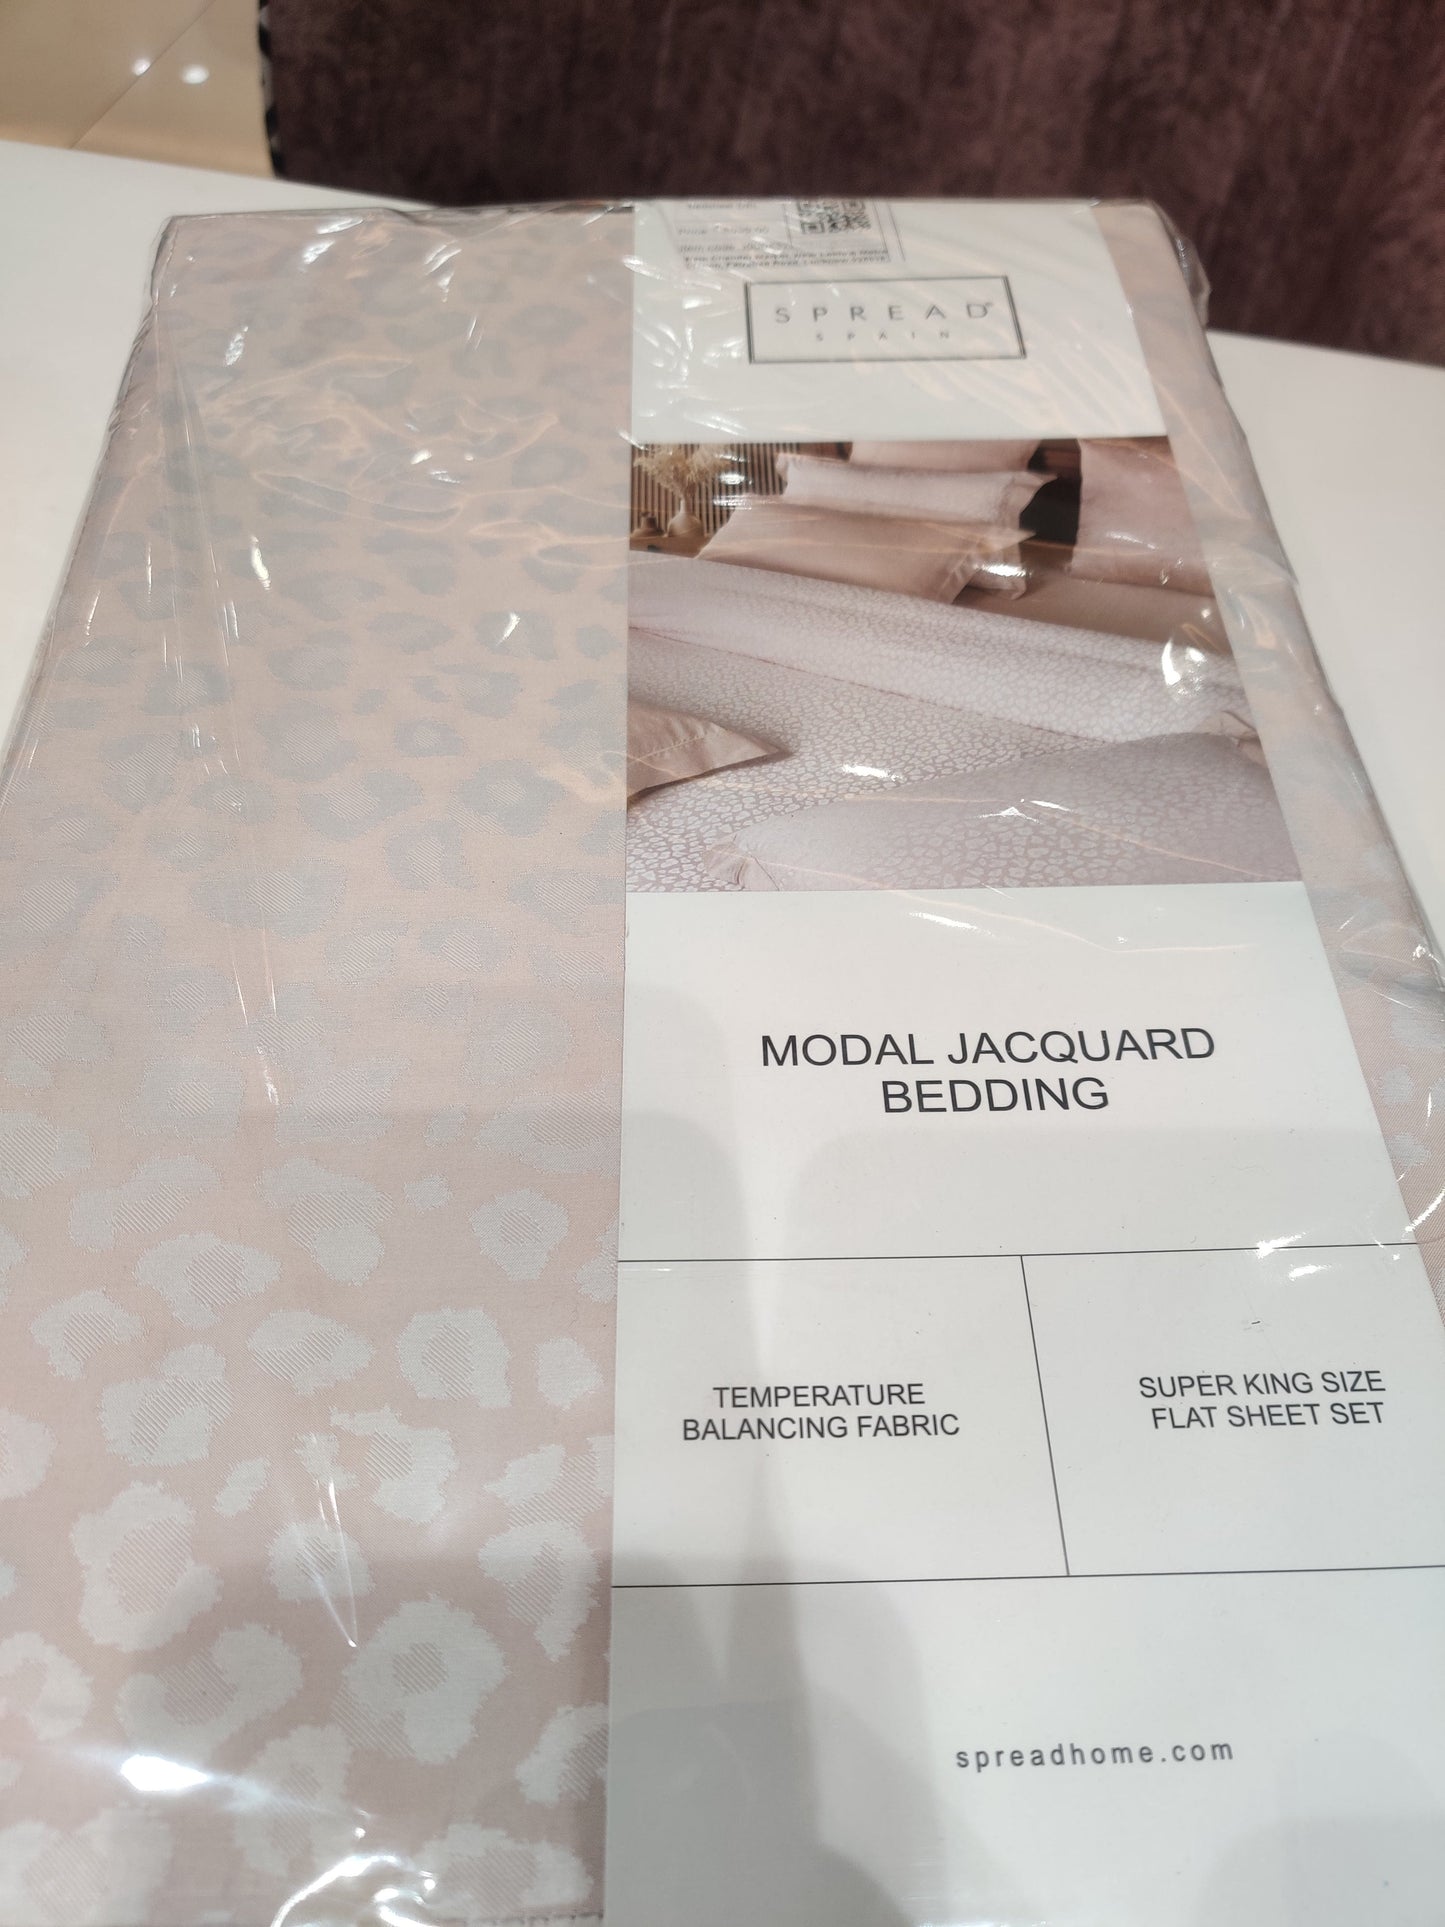 SPREAD
SPAIN
MODAL JACQUARD
BEDDING
TEMPERATURE
BALANCING FABRIC
SUPER KING SIZE
FLAT SHEET SET
spreadhome.com